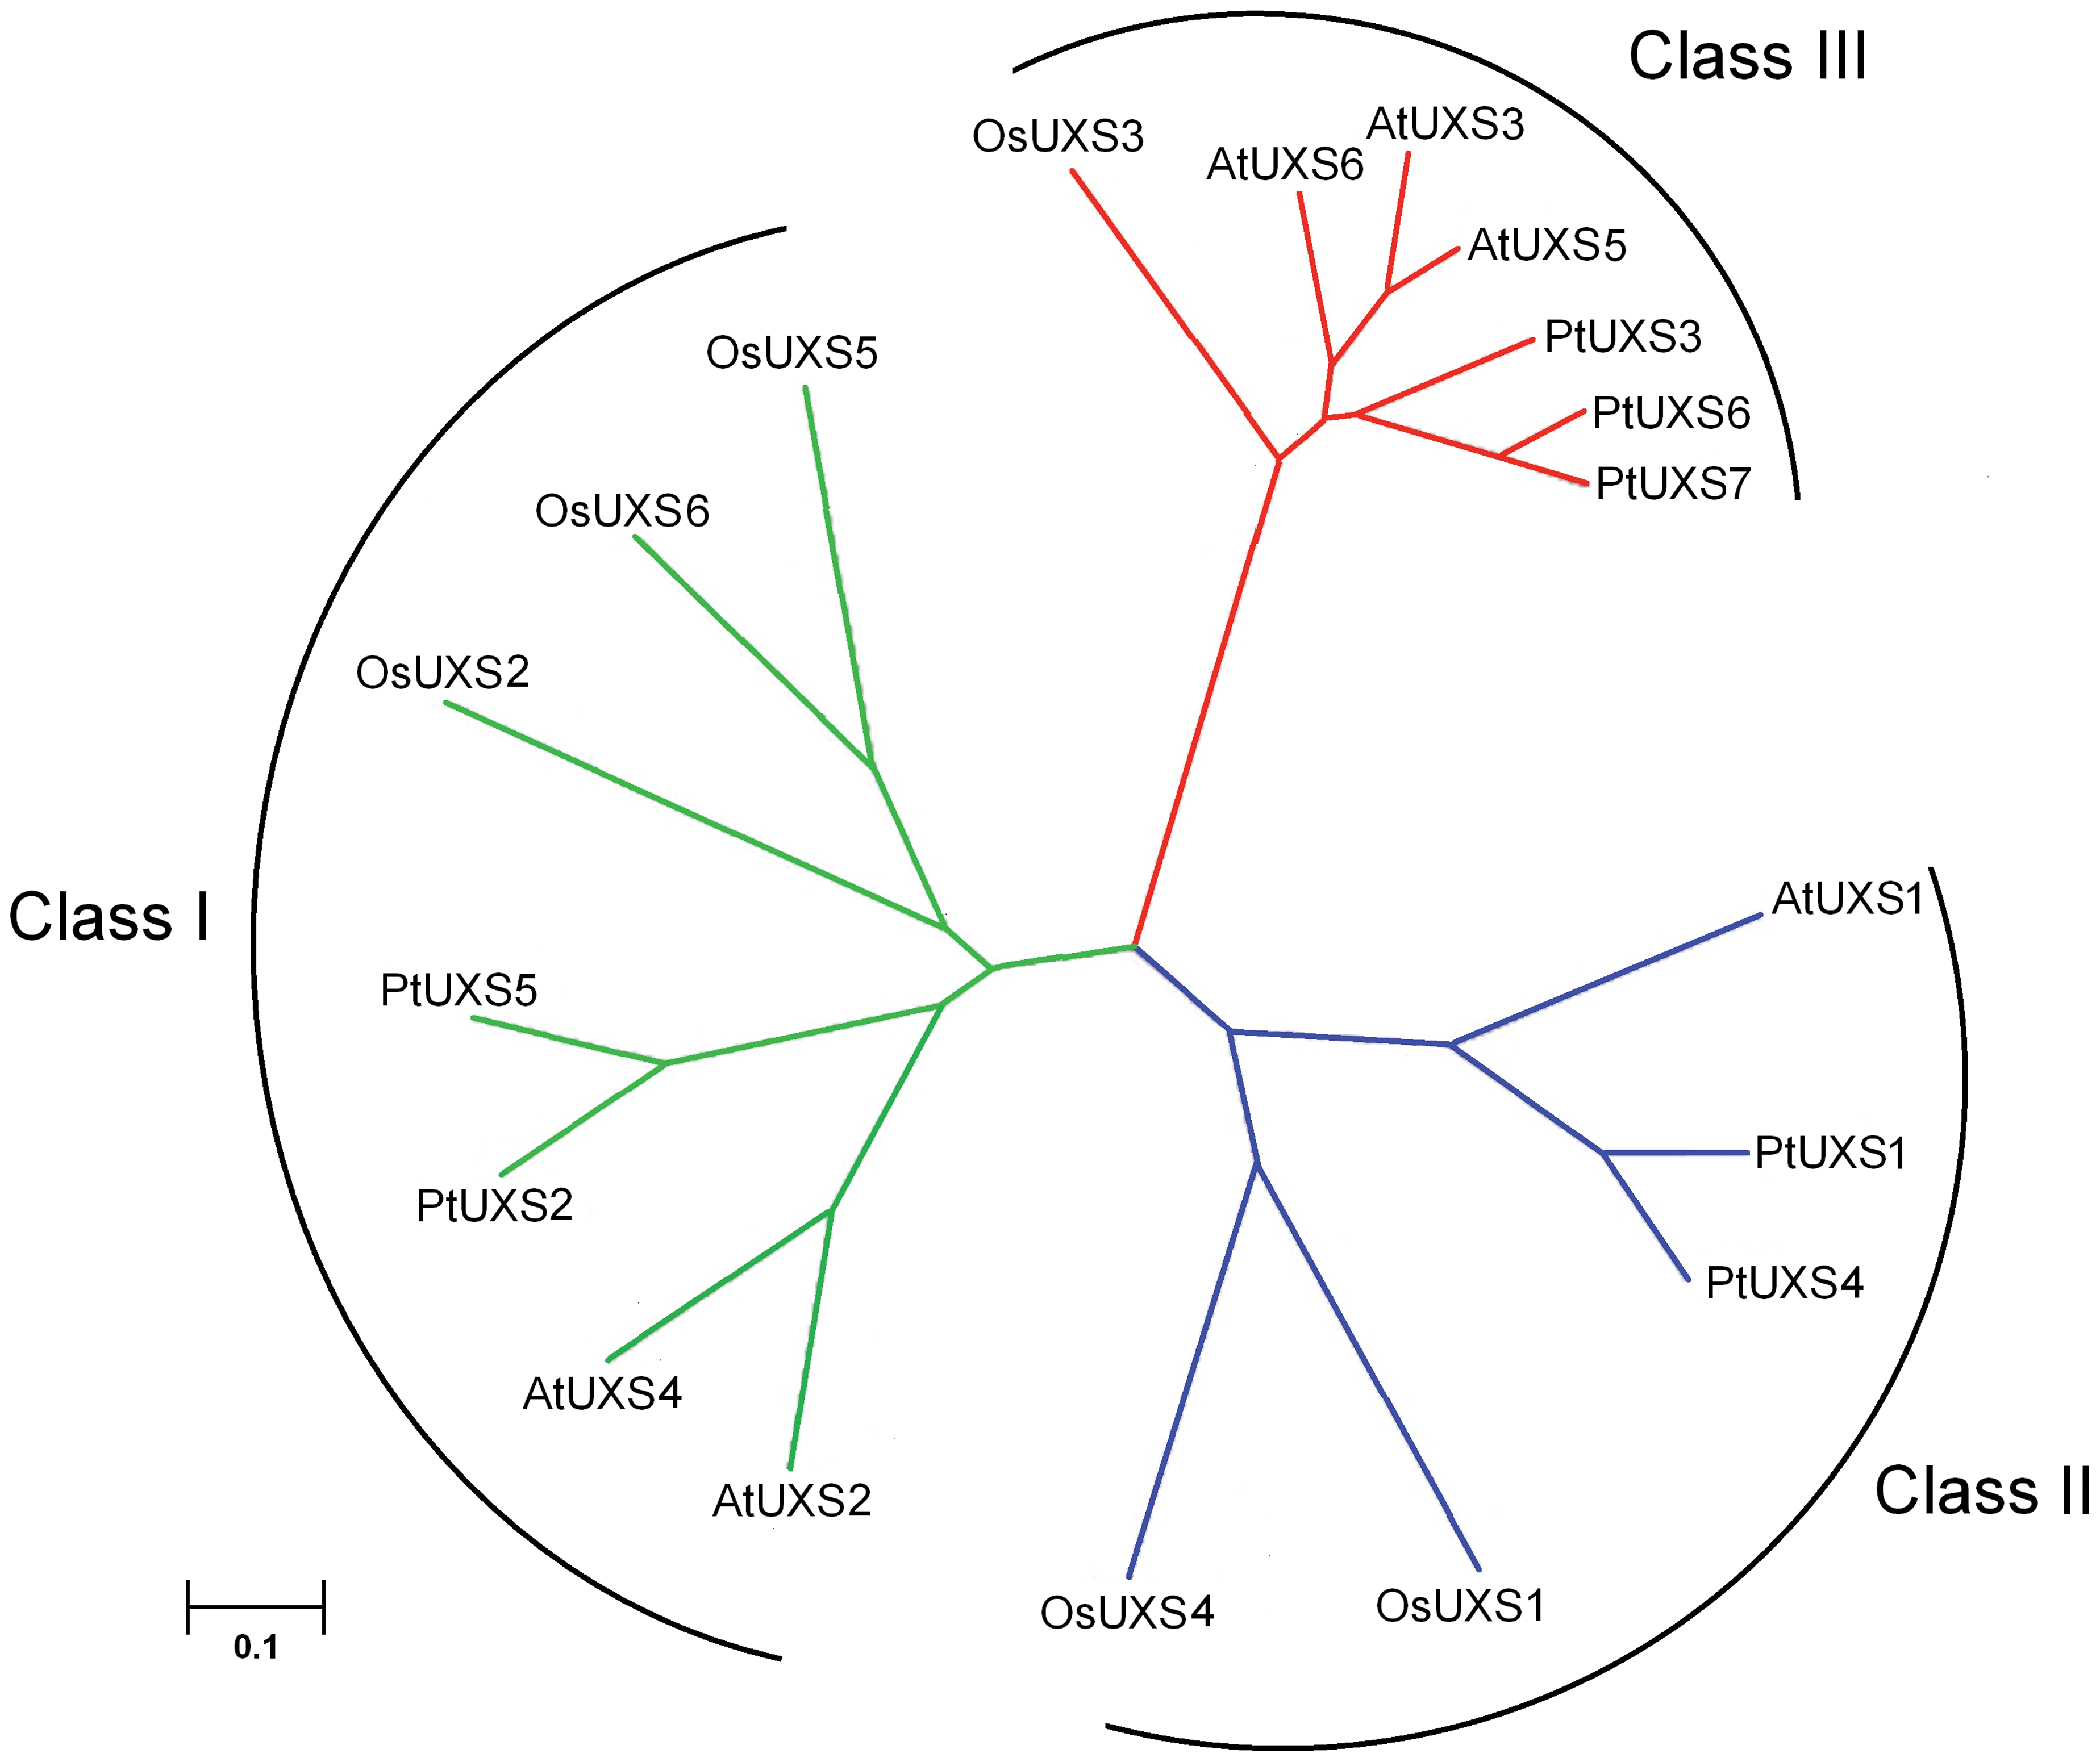 Class III
OsUXS3
AtUXS3
AtUXS6
AtUXS5
PtUXS3
PtUXS6
PtUXS7
OsUXS5
OsUXS6
OsUXS2
Class I
PtUXS5
PtUXS2
AtUXS4
AtUXS2
AtUXS1
PtUXS1
PtUXS4
Class II
OsUXS4
OsUXS1
0.1